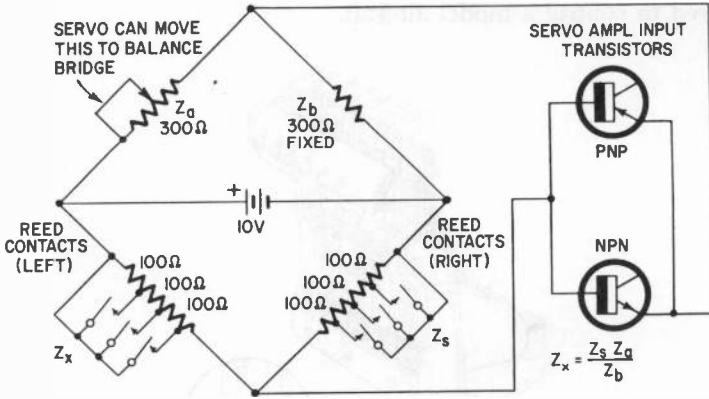 SERVO CAN MOVE
THIS TO BALANCE
BRIDGE
Za
300Ω
Zb
300Ω
FIXED
SERVO AMPL INPUT
TRANSISTORS
PNP
+
10V
REED
CONTACTS
(LEFT)
100Ω
100Ω
100Ω
Zx
REED
CONTACTS
(RIGHT)
100Ω
100Ω
100Ω
Zs
NPN
Zx = Zs Za / Zb